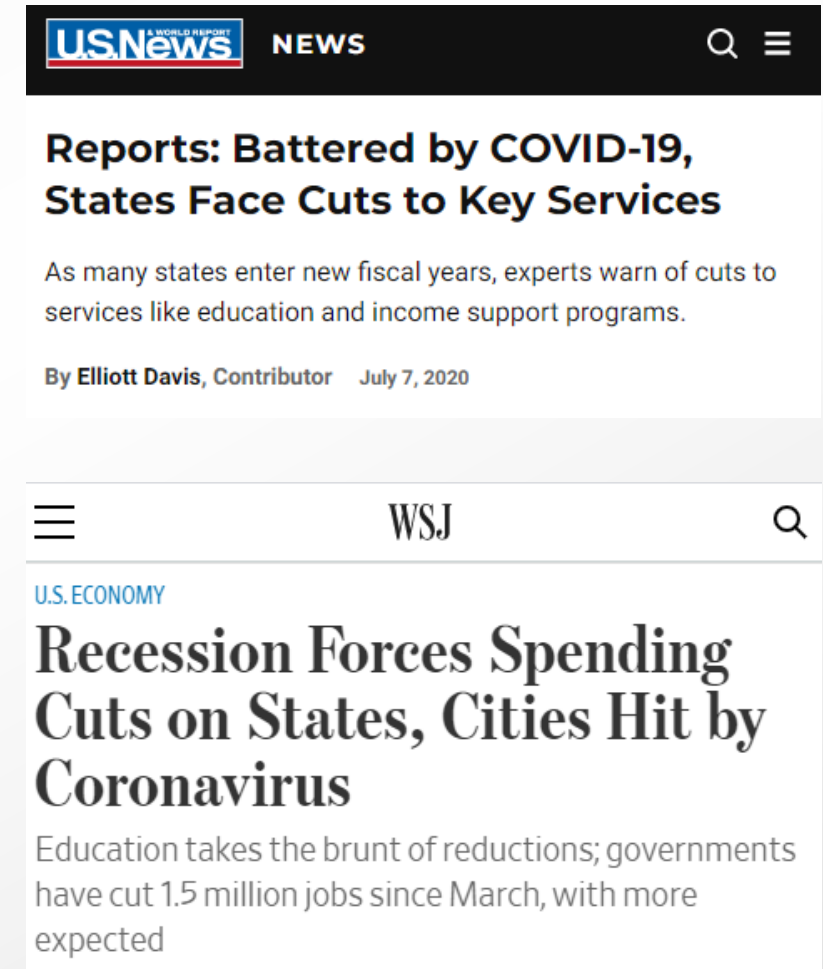 U.S.News & WORLD REPORT NEWS
Reports: Battered by COVID-19,
States Face Cuts to Key Services
As many states enter new fiscal years, experts warn of cuts to
services like education and income support programs.
By Elliott Davis, Contributor July 7, 2020
WSJ
U.S. ECONOMY
Recession Forces Spending
Cuts on States, Cities Hit by
Coronavirus
Education takes the brunt of reductions; governments
have cut 1.5 million jobs since March, with more
expected